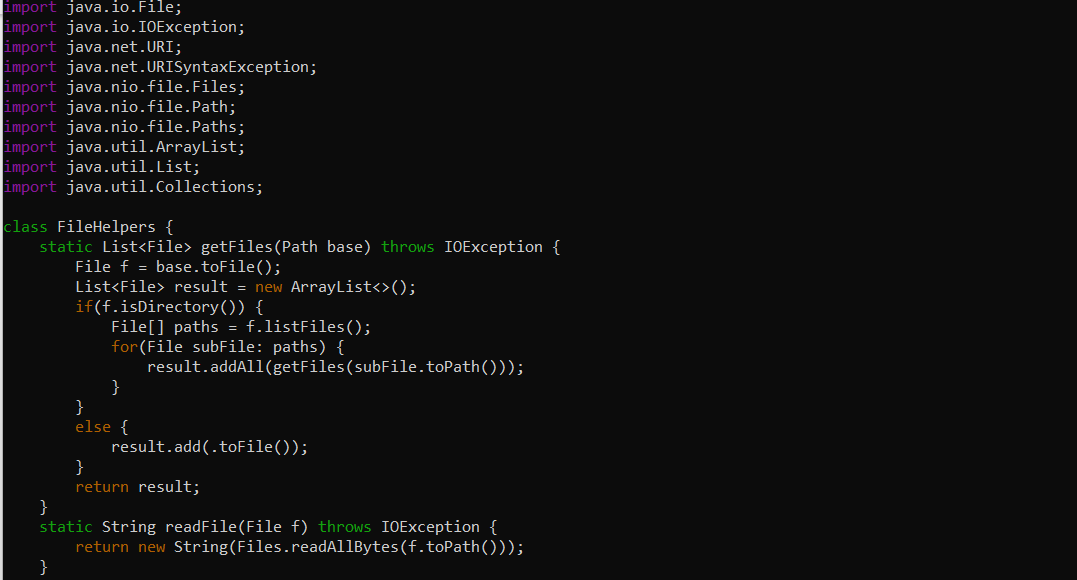 import java.io.File;
import java.io.IOException;
import java.net.URI;
import java.net.URISyntaxException;
import java.nio.file.Files;
import java.nio.file.Path;
import java.nio.file.Paths;
import java.util.ArrayList;
import java.util.List;
import java.util.Collections;

class FileHelpers {
    static List<File> getFiles(Path base) throws IOException {
        File f = base.toFile();
        List<File> result = new ArrayList<>();
        if(f.isDirectory()) {
            File[] paths = f.listFiles();
            for(File subFile: paths) {
                result.addAll(getFiles(subFile.toPath()));
            }
        }
        else {
            result.add(.toFile());
        }
        return result;
    }
    static String readFile(File f) throws IOException {
        return new String(Files.readAllBytes(f.toPath()));
    }